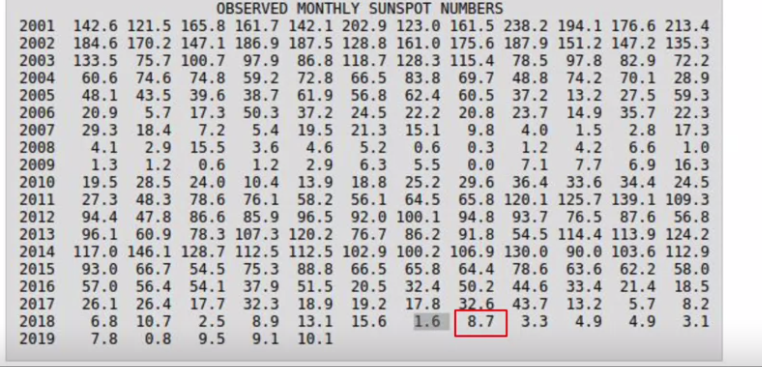 OBSERVED MONTHLY SUNSPOT NUMBERS
2001 142.6 121.5 165.8 161.7 142.1 202.9 123.0 161.5 238.2 194.1 176.6 213.4
2002 184.6 170.2 147.1 186.9 187.5 128.8 161.0 175.6 187.9 151.2 147.2 135.3
2003 133.5 75.7 100.7 97.9 86.8 118.7 128.3 115.4 78.5 97.8 82.9 72.2
2004 60.6 74.6 74.8 59.2 72.8 66.5 83.8 69.7 48.8 74.2 70.1 28.9
2005 48.1 43.5 39.6 38.7 61.9 56.8 62.4 60.5 37.2 13.2 27.5 59.3
2006 20.9 5.7 17.3 50.3 37.2 24.5 22.2 20.8 23.7 14.9 35.7 22.3
2007 29.3 18.4 7.2 5.4 19.5 21.3 15.1 9.8 4.0 1.5 2.8 17.3
2008 4.1 2.9 15.5 3.6 4.6 5.2 0.6 0.3 1.2 4.2 6.6 1.0
2009 1.3 1.2 0.6 1.2 2.9 6.3 5.5 0.0 7.1 7.7 6.9 16.3
2010 19.5 28.5 24.0 10.4 13.9 18.8 25.2 29.6 36.4 33.6 34.4 24.5
2011 27.3 48.3 78.6 76.1 58.2 56.1 64.5 65.8 120.1 125.7 139.1 109.3
2012 94.4 47.8 86.6 85.9 96.5 92.0 100.1 94.8 93.7 76.5 87.6 56.8
2013 96.1 60.9 78.3 107.3 120.2 76.7 86.2 91.8 54.5 114.4 113.9 124.2
2014 117.0 146.1 128.7 112.5 112.5 102.9 100.2 106.9 130.0 90.0 103.6 112.9
2015 93.0 66.7 54.5 75.3 88.8 66.5 65.8 64.4 78.6 63.6 62.2 58.0
2016 57.0 56.4 54.1 37.9 51.5 20.5 32.4 50.2 44.6 33.4 21.4 18.5
2017 26.1 26.4 17.7 32.3 18.9 19.2 17.8 32.6 43.7 13.2 5.7 8.2
2018 6.8 10.7 2.5 8.9 13.1 15.6 1.6 8.7 3.3 4.9 4.9 3.1
2019 7.8 0.8 9.5 9.1 10.1